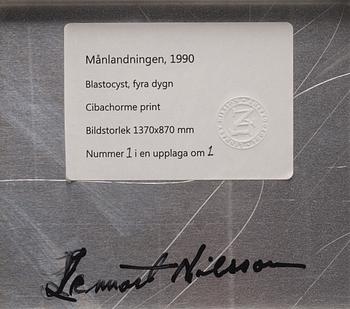 Månlandningen, 1990
Blastocyst, fyra dygn
Cibachorme print
Bildstorlek 1370x870 mm
Nummer 1 i en upplaga om 1
Lennart Nilsson